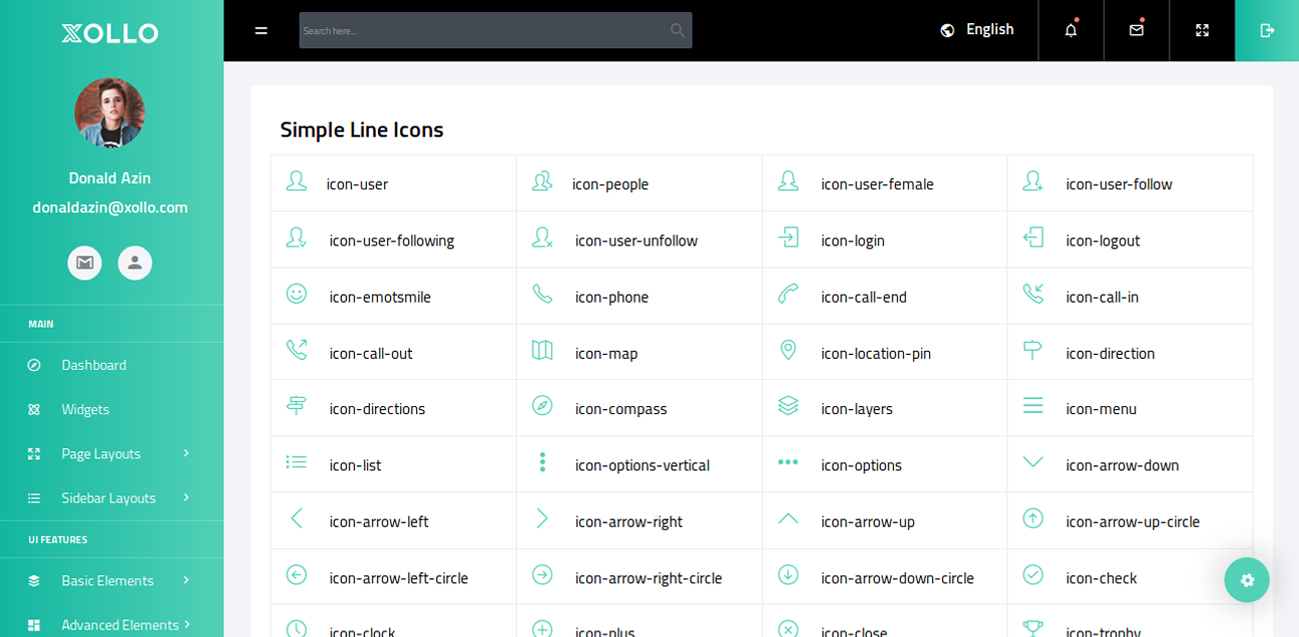 XOLLO
Search here...
English
Donald Azin
donaldazin@xollo.com
MAIN
Dashboard
Widgets
Page Layouts
Sidebar Layouts
UI FEATURES
Basic Elements
Advanced Elements
Simple Line Icons
icon-user icon-people icon-user-female icon-user-follow
icon-user-following icon-user-unfollow icon-login icon-logout
icon-emotsmile icon-phone icon-call-end icon-call-in
icon-call-out icon-map icon-location-pin icon-direction
icon-directions icon-compass icon-layers icon-menu
icon-list icon-options-vertical icon-options icon-arrow-down
icon-arrow-left icon-arrow-right icon-arrow-up icon-arrow-up-circle
icon-arrow-left-circle icon-arrow-right-circle icon-arrow-down-circle icon-check
icon-clock icon-plus icon-close icon-trophy